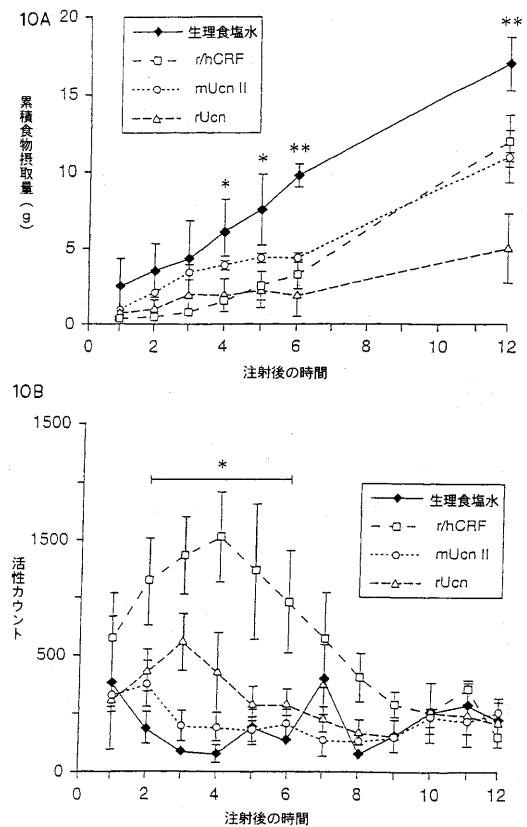 10A
累積食物摂取量(g)
20
15
10
5
0
生理食塩水
r/hCRF
mUcn II
rUcn
*
*
**
**
0 2 4 6 8 10 12
注射後の時間
10B
活性カウント
1500
1500
500
0
*
生理食塩水
r/hCRF
mUcn II
rUcn
0 2 4 6 8 10 12
注射後の時間